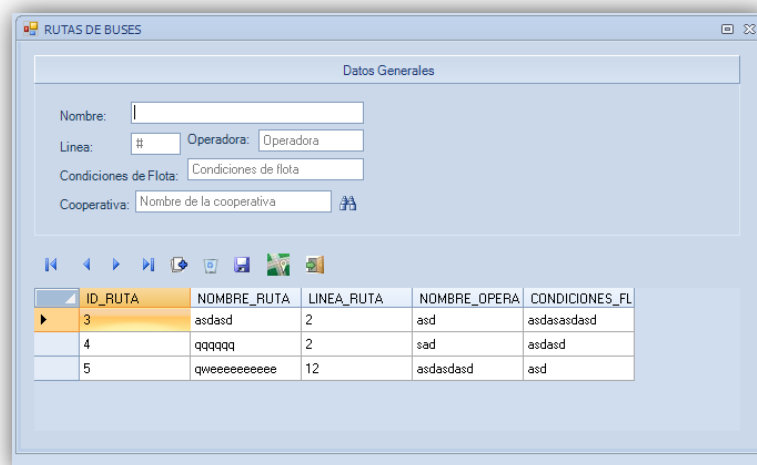 RUTAS DE BUSES
Datos Generales
Nombre:
Linea: # Operadora: Operadora
Condiciones de Flota: Condiciones de flota
Cooperativa: Nombre de la cooperativa
ID_RUTA NOMBRE_RUTA LINEA_RUTA NOMBRE_OPERA CONDICIONES_FL
3 asdasd 2 asd asdasasdasd
4 qqqqqq 2 sad asdasd
5 qweeeeeeeeee 12 asdasdasd asd